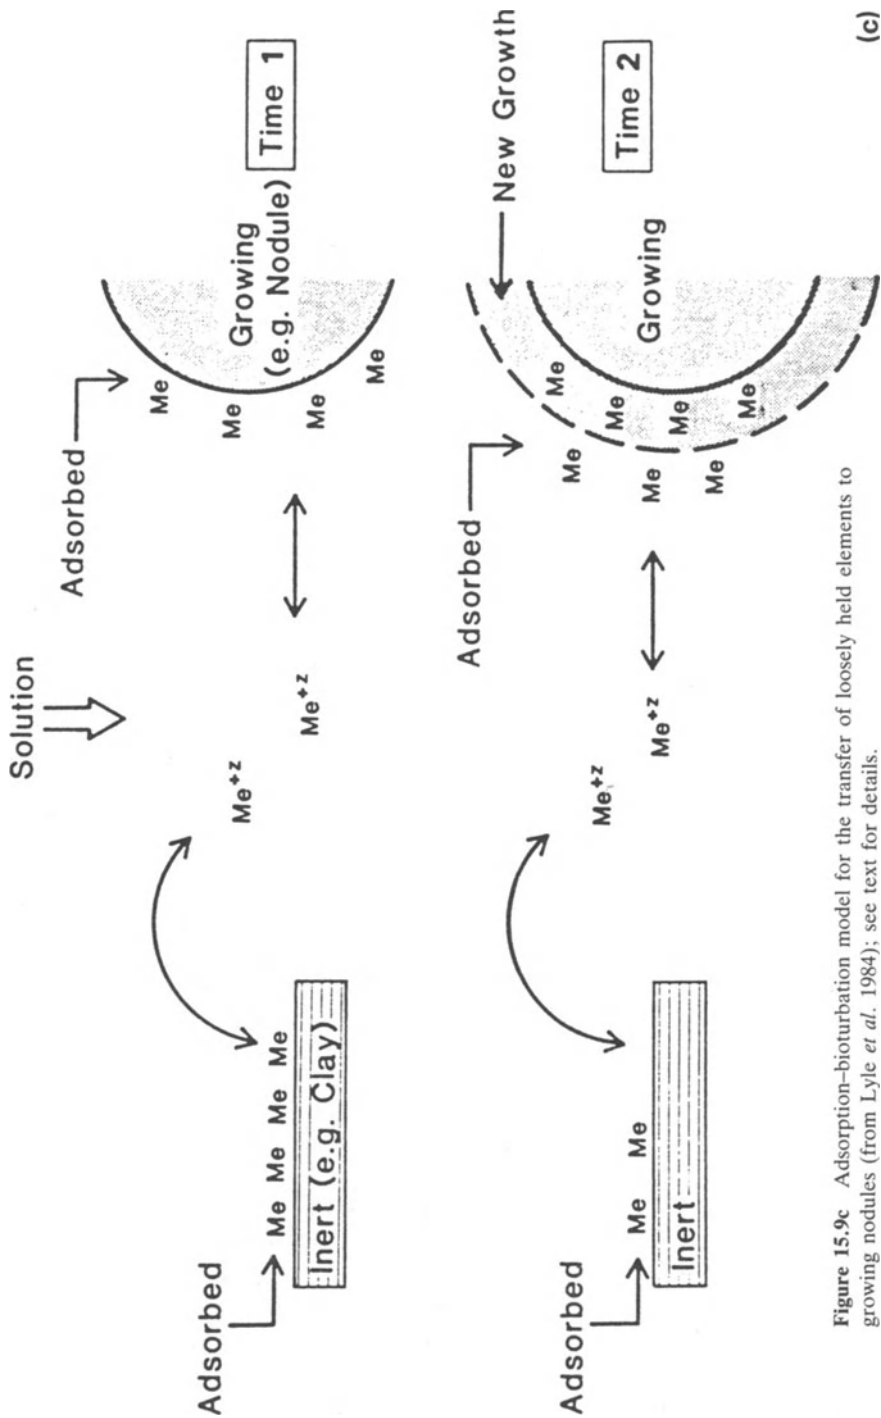 Solution
Adsorbed
Me Me Me Me
Inert (e.g. Clay)
Me⁺ᶻ
Me⁺ᶻ
Adsorbed
Me
Me
Me
Me
Growing
(e.g. Nodule)
Time 1
Adsorbed
Me Me
Inert
Me⁺ᶻ
Me⁺ᶻ
Adsorbed
Me
Me
Me
Me
Me
Me
Me
Growing
New Growth
Time 2
(c)
Figure 15.9c Adsorption–bioturbation model for the transfer of loosely held elements to
growing nodules (from Lyle et al. 1984); see text for details.